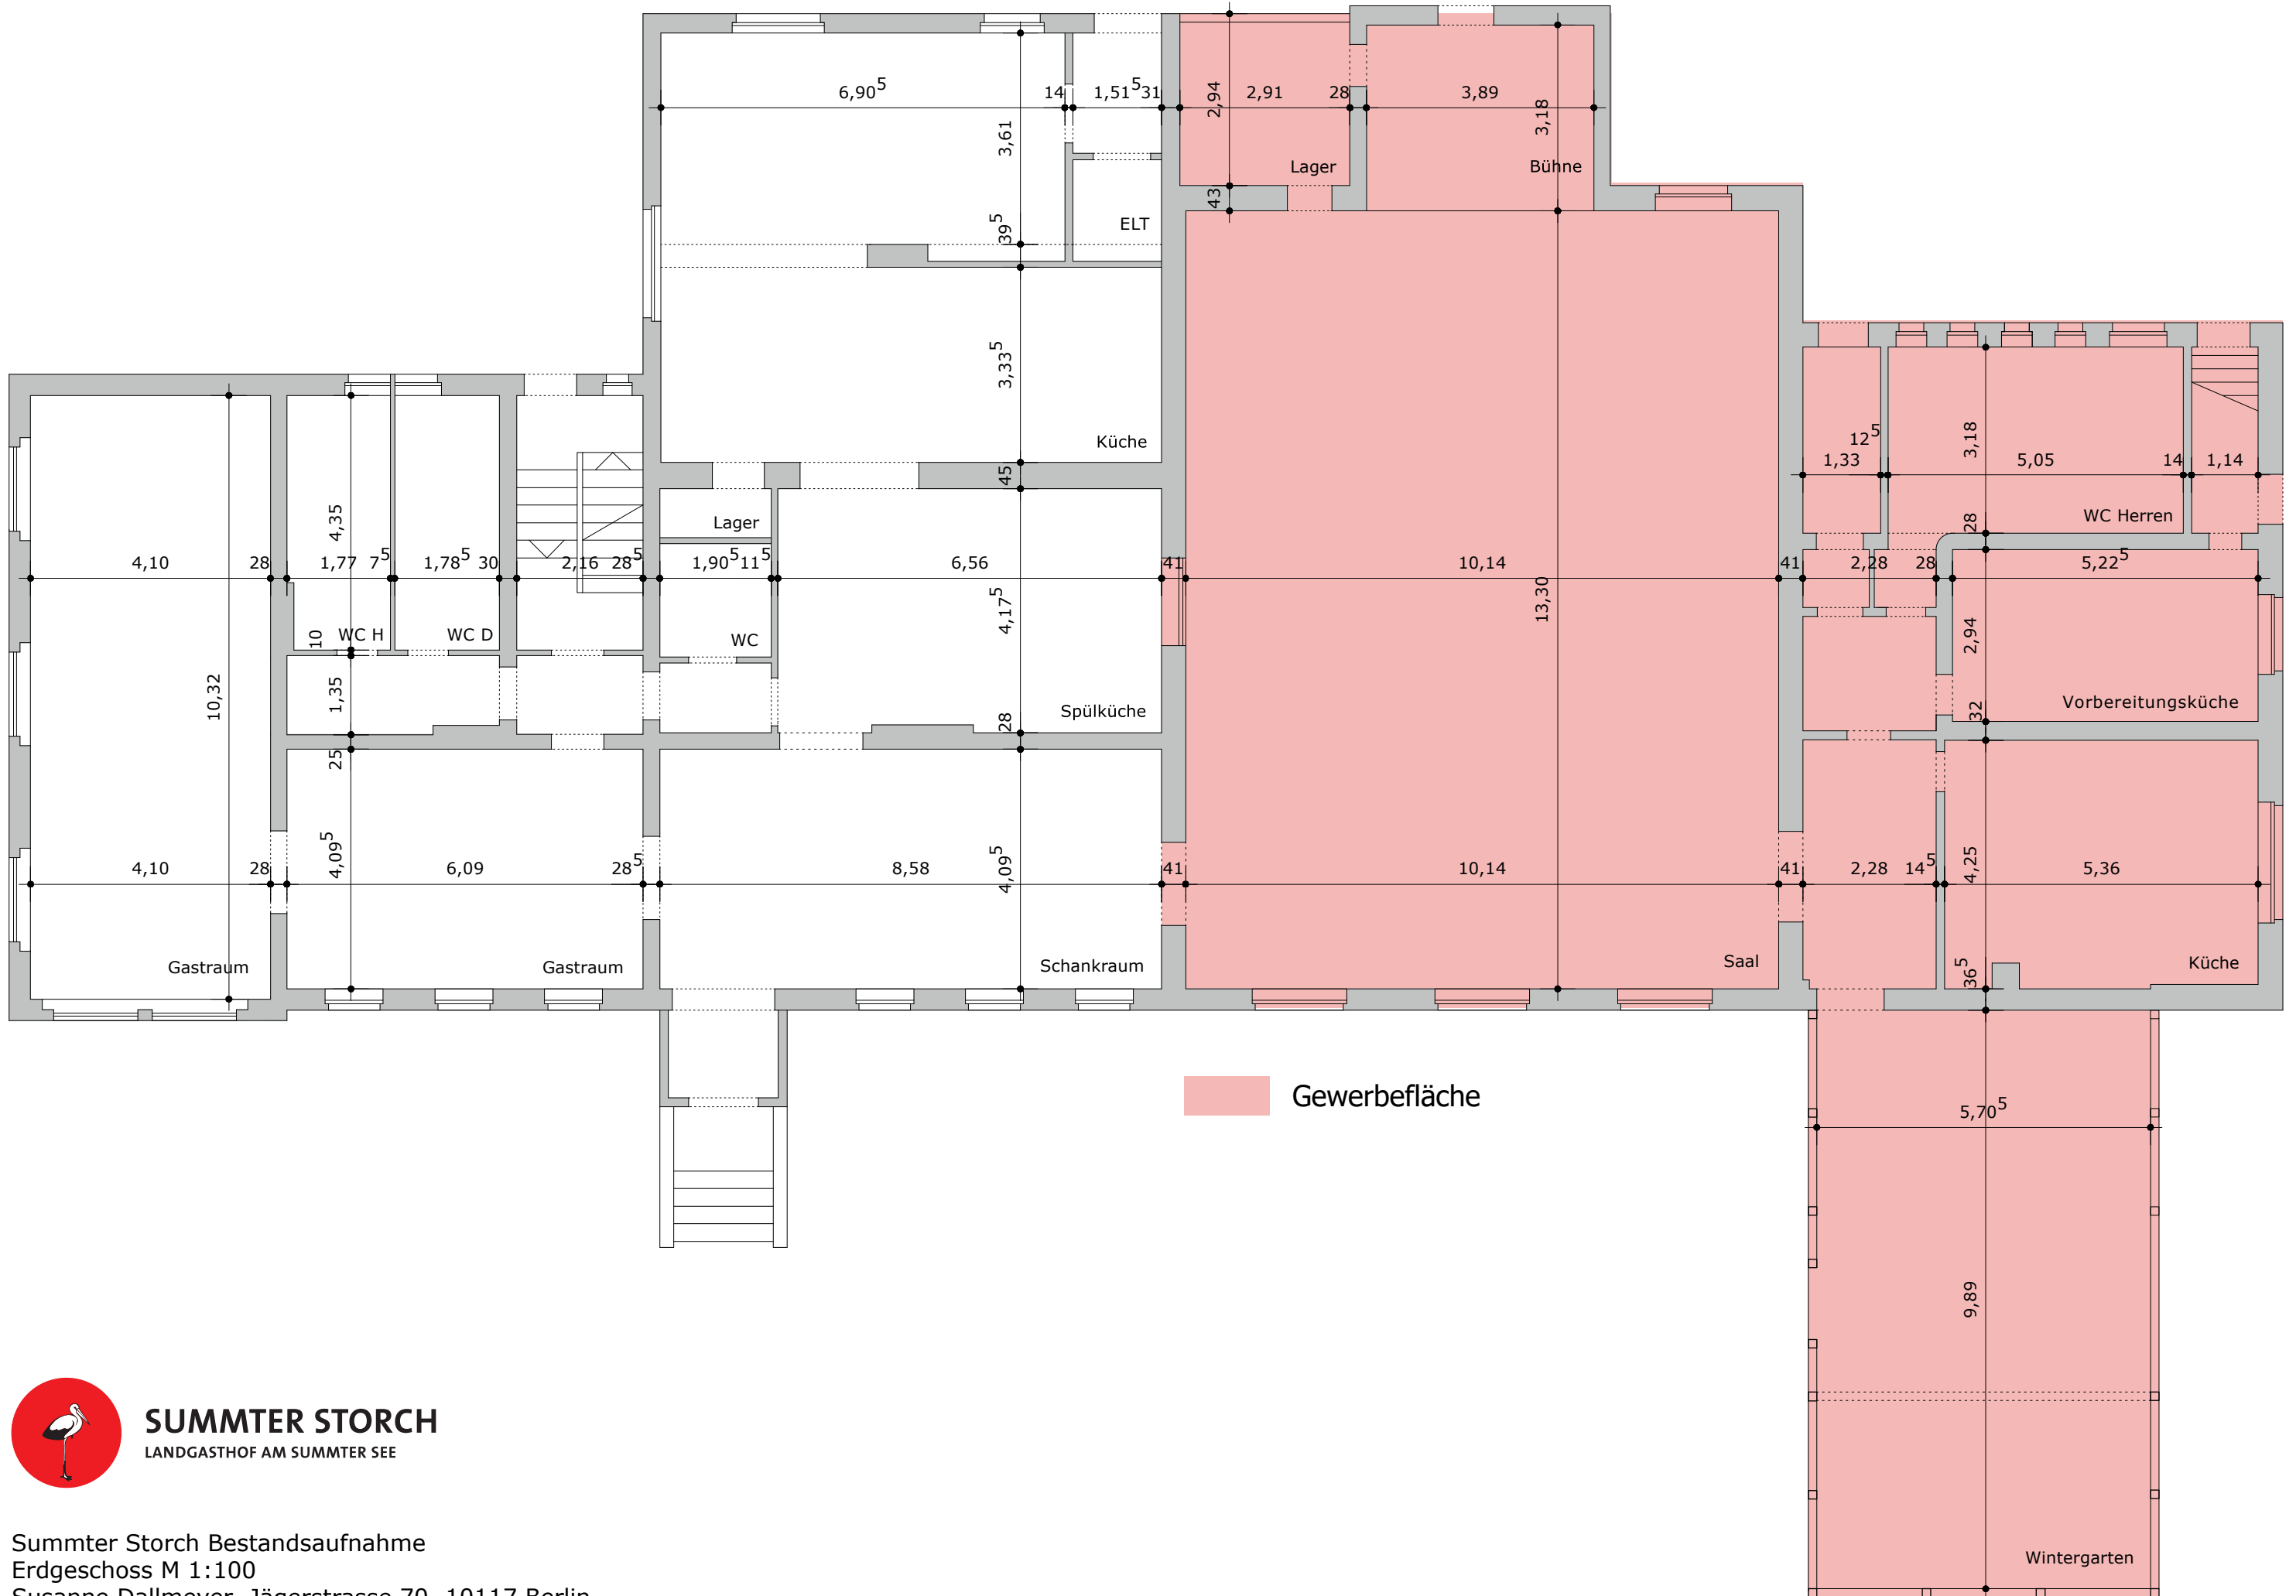 6,90⁵ 14 1,51⁵ 31 2,91 28 3,89
2,94
3,18
3,61
Lager Bühne
43
39⁵
ELT
3,33⁵
Küche
12⁵
3,18
1,33 5,05 14 1,14
45
WC Herren
28
Lager
4,35
4,10 28 1,77 7⁵ 1,78⁵ 30 2,16 28⁵ 1,90⁵ 11⁵ 6,56 41 10,14 41 2,28 28 5,22⁵
4,17⁵
13,30
10 WC H WC D WC
2,94
10,32
1,35
Spülküche
28
32
Vorbereitungsküche
25
4,09⁵
4,09⁵
4,25
4,10 28 6,09 28⁵ 8,58 41 10,14 41 2,28 14⁵ 5,36
Gastraum Gastraum Schankraum Saal Küche
36⁵
Gewerbefläche
5,70⁵
9,89
Wintergarten
SUMMTER STORCH
LANDGASTHOF AM SUMMTER SEE
Summter Storch Bestandsaufnahme
Erdgeschoss M 1:100
Susanne Dallmeyer, Jägerstrasse 70, 10117 Berlin